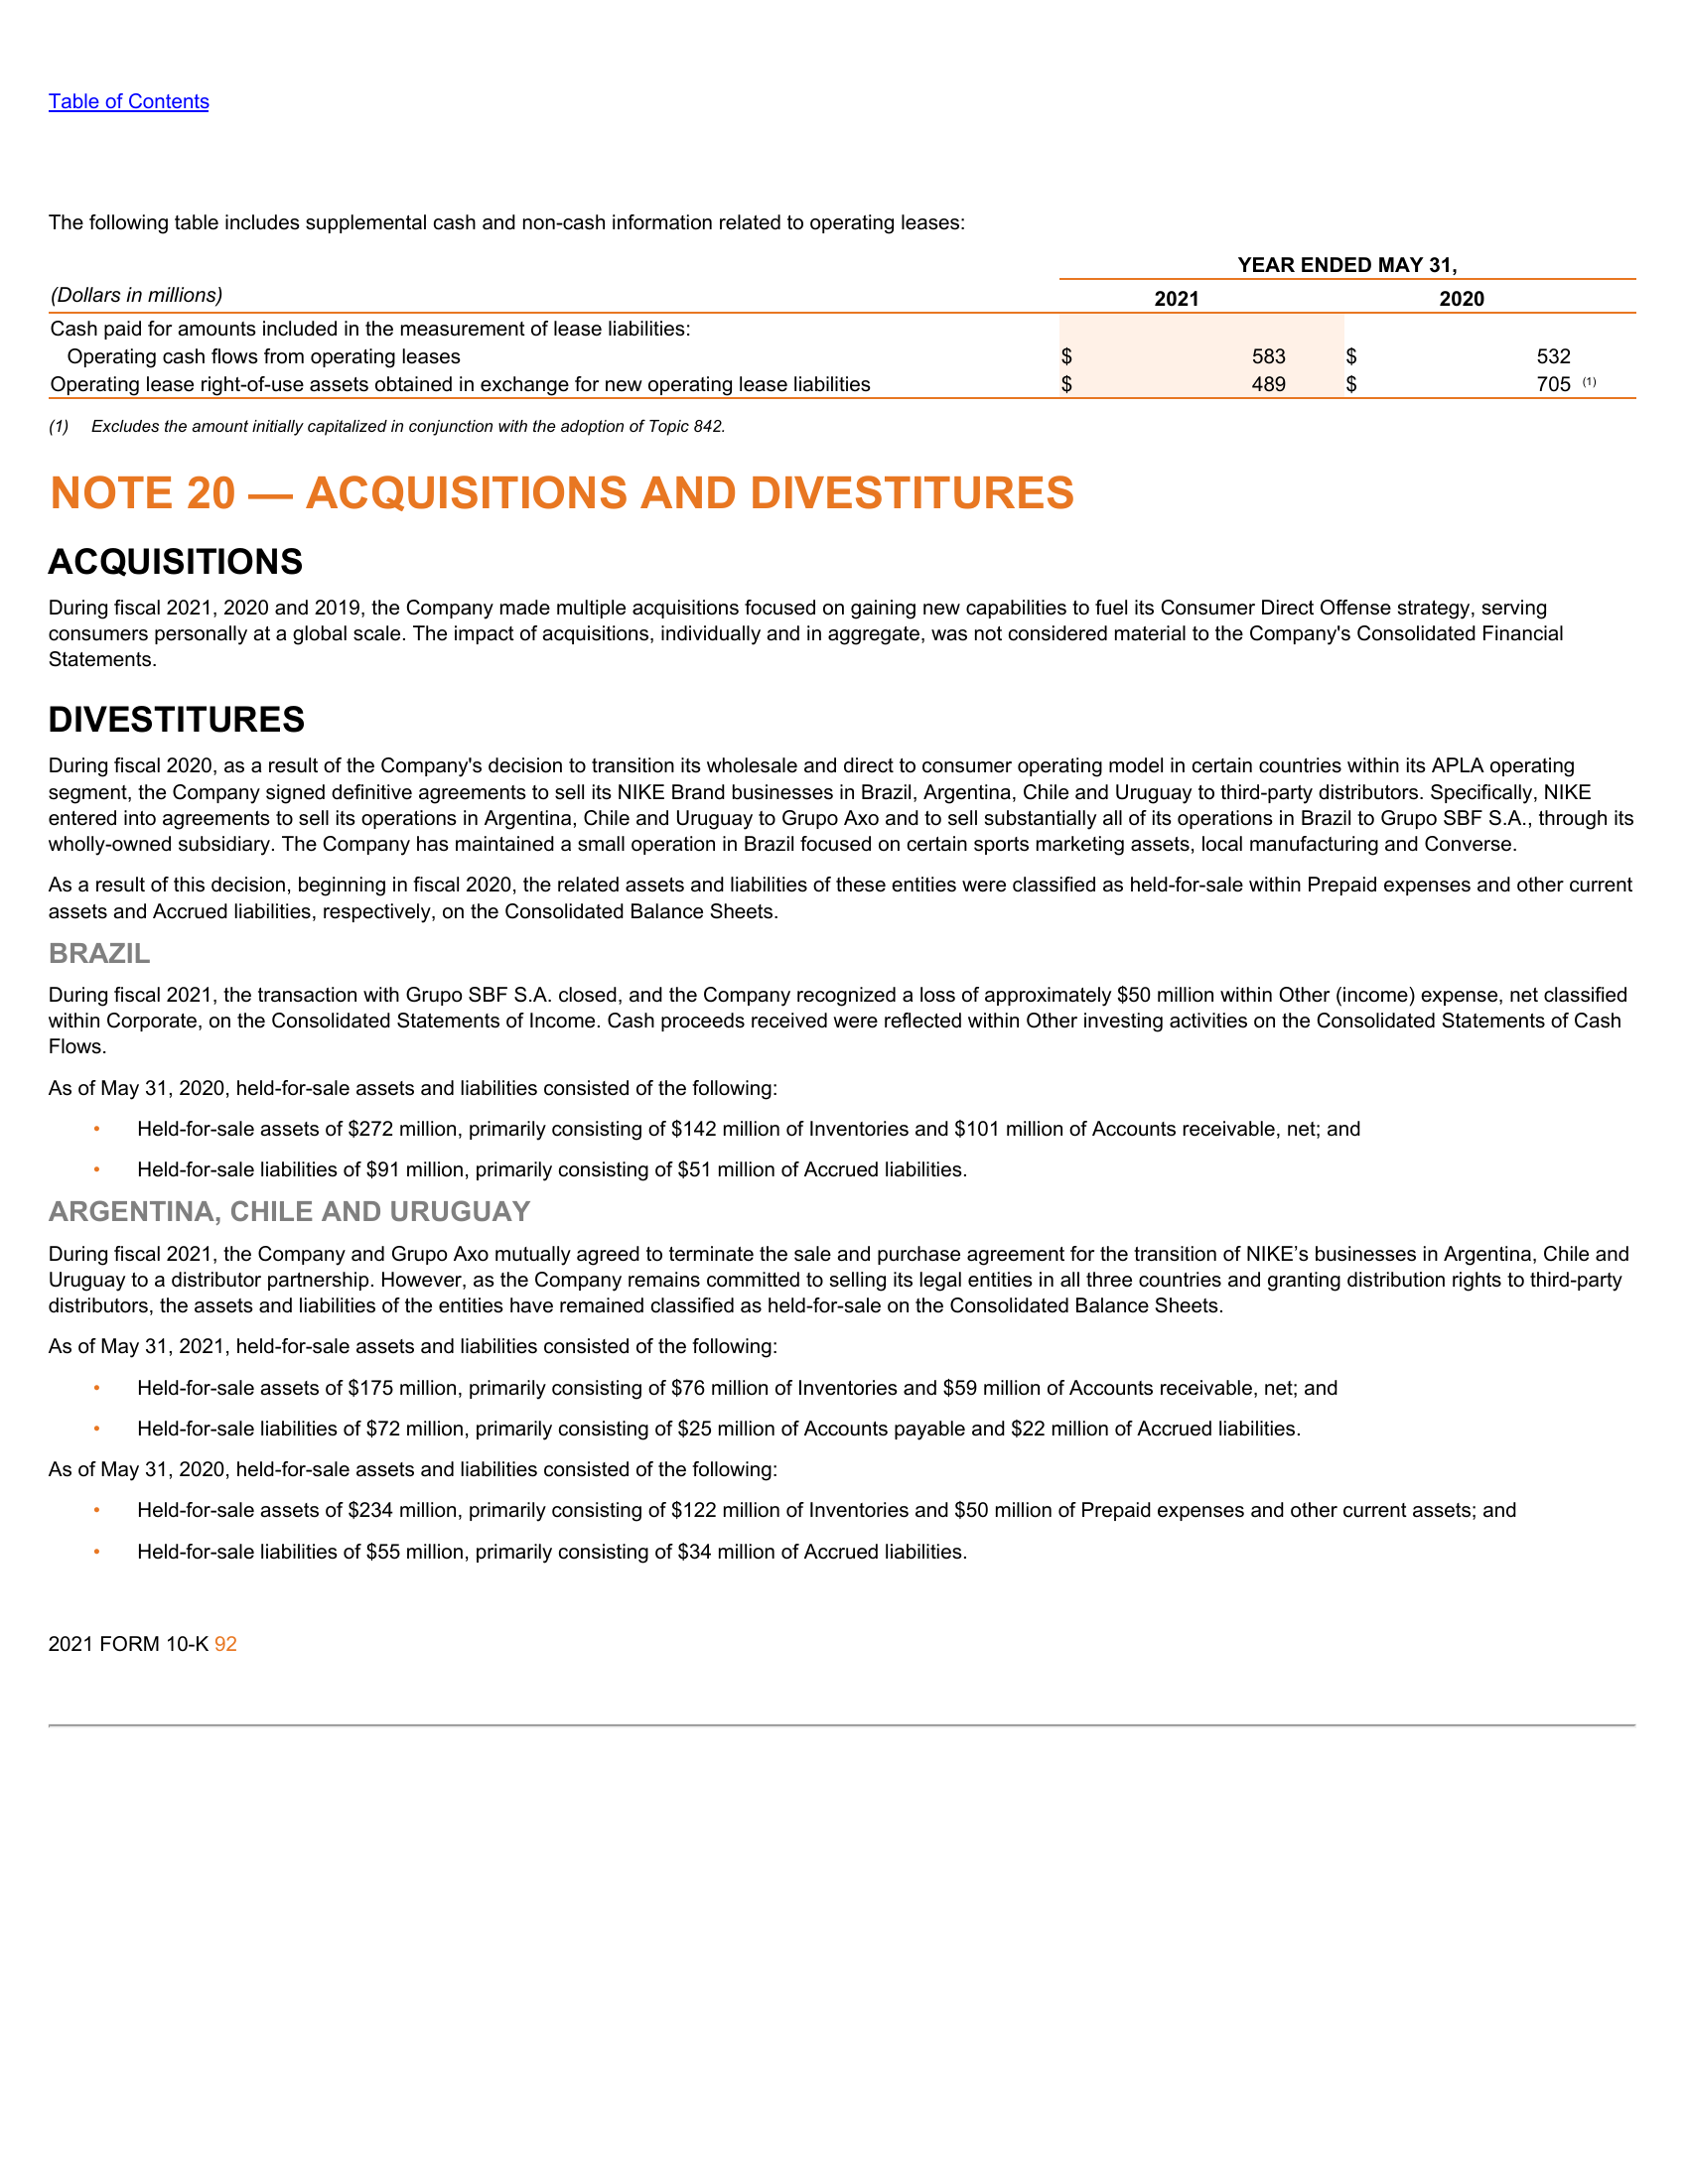 Table of Contents
The following table includes supplemental cash and non-cash information related to operating leases:
YEAR ENDED MAY 31,
(Dollars in millions) 2021 2020
Cash paid for amounts included in the measurement of lease liabilities:
Operating cash flows from operating leases $ 583 $ 532
Operating lease right-of-use assets obtained in exchange for new operating lease liabilities $ 489 $ 705 (1)
(1) Excludes the amount initially capitalized in conjunction with the adoption of Topic 842.
NOTE 20 — ACQUISITIONS AND DIVESTITURES
ACQUISITIONS
During fiscal 2021, 2020 and 2019, the Company made multiple acquisitions focused on gaining new capabilities to fuel its Consumer Direct Offense strategy, serving
consumers personally at a global scale. The impact of acquisitions, individually and in aggregate, was not considered material to the Company's Consolidated Financial
Statements.
DIVESTITURES
During fiscal 2020, as a result of the Company's decision to transition its wholesale and direct to consumer operating model in certain countries within its APLA operating
segment, the Company signed definitive agreements to sell its NIKE Brand businesses in Brazil, Argentina, Chile and Uruguay to third-party distributors. Specifically, NIKE
entered into agreements to sell its operations in Argentina, Chile and Uruguay to Grupo Axo and to sell substantially all of its operations in Brazil to Grupo SBF S.A., through its
wholly-owned subsidiary. The Company has maintained a small operation in Brazil focused on certain sports marketing assets, local manufacturing and Converse.
As a result of this decision, beginning in fiscal 2020, the related assets and liabilities of these entities were classified as held-for-sale within Prepaid expenses and other current
assets and Accrued liabilities, respectively, on the Consolidated Balance Sheets.
BRAZIL
During fiscal 2021, the transaction with Grupo SBF S.A. closed, and the Company recognized a loss of approximately $50 million within Other (income) expense, net classified
within Corporate, on the Consolidated Statements of Income. Cash proceeds received were reflected within Other investing activities on the Consolidated Statements of Cash
Flows.
As of May 31, 2020, held-for-sale assets and liabilities consisted of the following:
• Held-for-sale assets of $272 million, primarily consisting of $142 million of Inventories and $101 million of Accounts receivable, net; and
• Held-for-sale liabilities of $91 million, primarily consisting of $51 million of Accrued liabilities.
ARGENTINA, CHILE AND URUGUAY
During fiscal 2021, the Company and Grupo Axo mutually agreed to terminate the sale and purchase agreement for the transition of NIKE’s businesses in Argentina, Chile and
Uruguay to a distributor partnership. However, as the Company remains committed to selling its legal entities in all three countries and granting distribution rights to third-party
distributors, the assets and liabilities of the entities have remained classified as held-for-sale on the Consolidated Balance Sheets.
As of May 31, 2021, held-for-sale assets and liabilities consisted of the following:
• Held-for-sale assets of $175 million, primarily consisting of $76 million of Inventories and $59 million of Accounts receivable, net; and
• Held-for-sale liabilities of $72 million, primarily consisting of $25 million of Accounts payable and $22 million of Accrued liabilities.
As of May 31, 2020, held-for-sale assets and liabilities consisted of the following:
• Held-for-sale assets of $234 million, primarily consisting of $122 million of Inventories and $50 million of Prepaid expenses and other current assets; and
• Held-for-sale liabilities of $55 million, primarily consisting of $34 million of Accrued liabilities.
2021 FORM 10-K 92